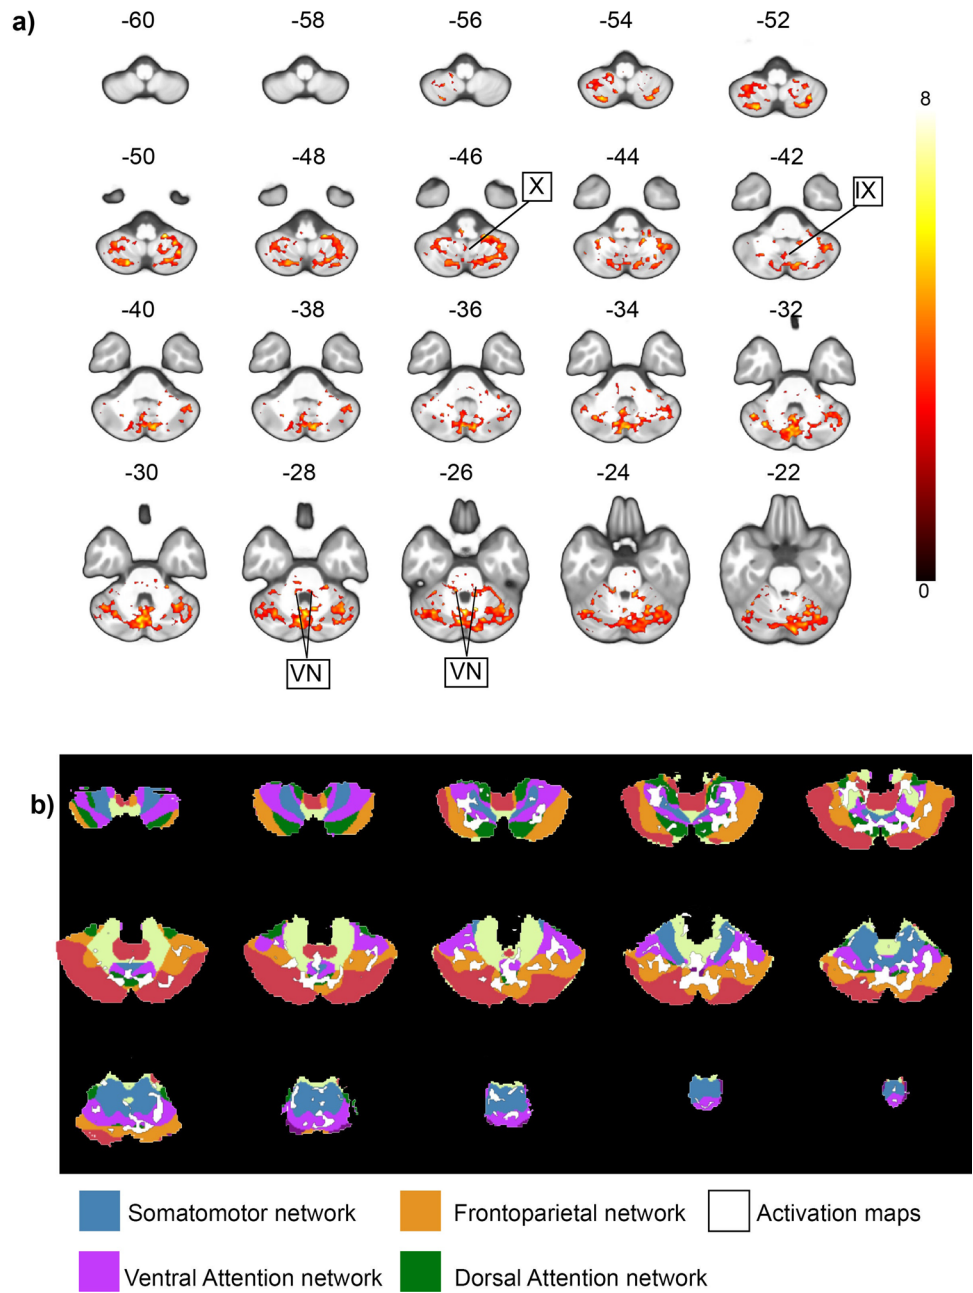 a)
-60 -58 -56 -54 -52
8
-50 -48 -46 -44 -42
X IX
-40 -38 -36 -34 -32
-30 -28 -26 -24 -22
0
VN VN
b)
Somatomotor network Frontoparietal network Activation maps
Ventral Attention network Dorsal Attention network